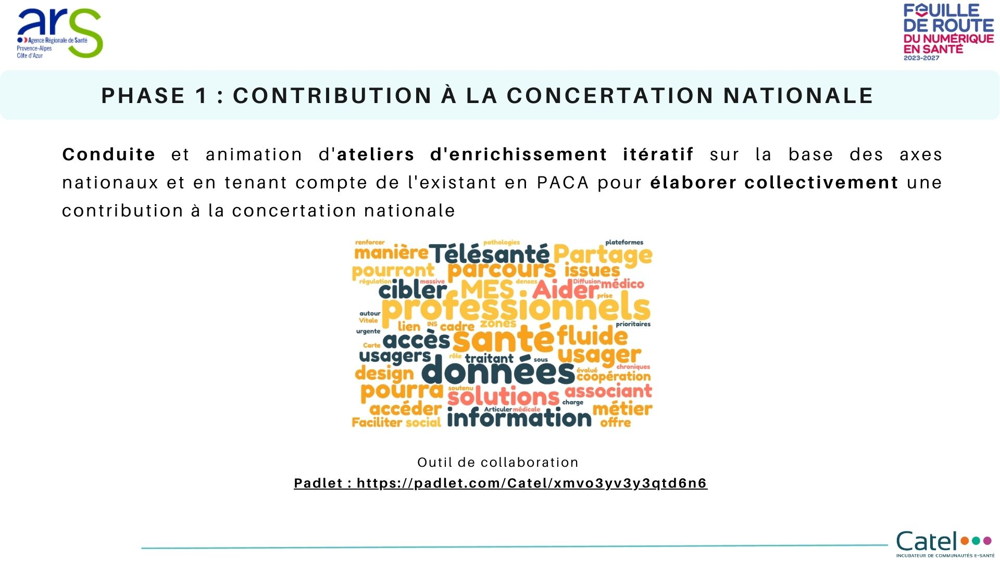 ars
Agence Régionale de Santé
Provence-Alpes
Côte d'Azur
FEUILLE
DE ROUTE
DU NUMÉRIQUE
EN SANTÉ
2023-2027
PHASE 1 : CONTRIBUTION À LA CONCERTATION NATIONALE
Conduite et animation d'ateliers d'enrichissement itératif sur la base des axes
nationaux et en tenant compte de l'existant en PACA pour élaborer collectivement une
contribution à la concertation nationale
renforcer pathologies plateformes
manière Télésanté Partage
pourront parcours issues
régulation massive denses Diffusion médico
cibler MES Aider prise
professionnels
autour
Vitale
lien INS cadre zones prioritaires
urgente
accès santé fluide
Carte
usagers rôle traitant sous usager
design données évalué chroniques
coopération
pourra soutenu solutions associant
accéder Articuler médicale charge métier
Faciliter social information offre
Outil de collaboration
Padlet : https://padlet.com/Catel/xmvo3yv3y3qtd6n6
Catel
INCUBATEUR DE COMMUNAUTÉS E-SANTÉ